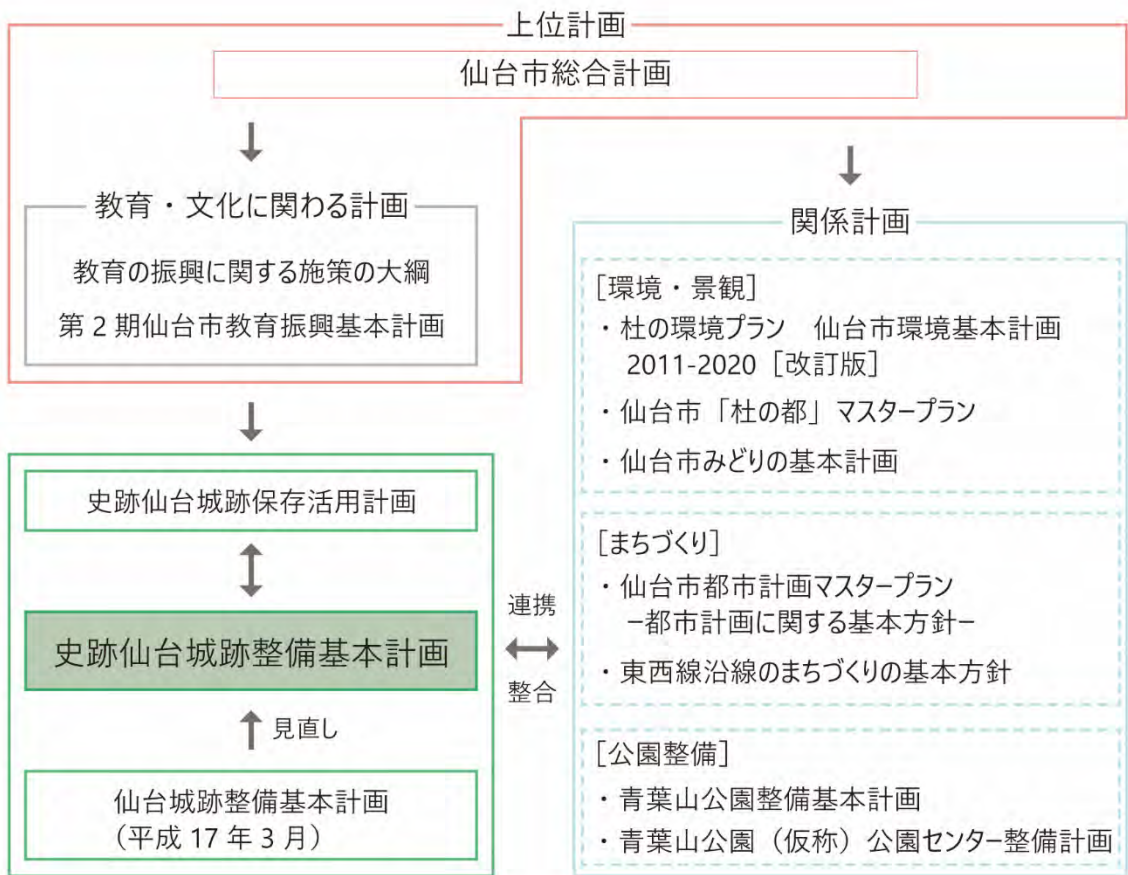 上位計画
仙台市総合計画
教育・文化に関わる計画
教育の振興に関する施策の大綱
第2期仙台市教育振興基本計画
史跡仙台城跡保存活用計画
史跡仙台城跡整備基本計画
見直し
仙台城跡整備基本計画
(平成17年3月)
連携
整合
関係計画
[環境・景観]
・杜の環境プラン　仙台市環境基本計画
2011-2020［改訂版］
・仙台市「杜の都」マスタープラン
・仙台市みどりの基本計画
[まちづくり]
・仙台市都市計画マスタープラン
−都市計画に関する基本方針−
・東西線沿線のまちづくりの基本方針
[公園整備]
・青葉山公園整備基本計画
・青葉山公園（仮称）公園センター整備計画